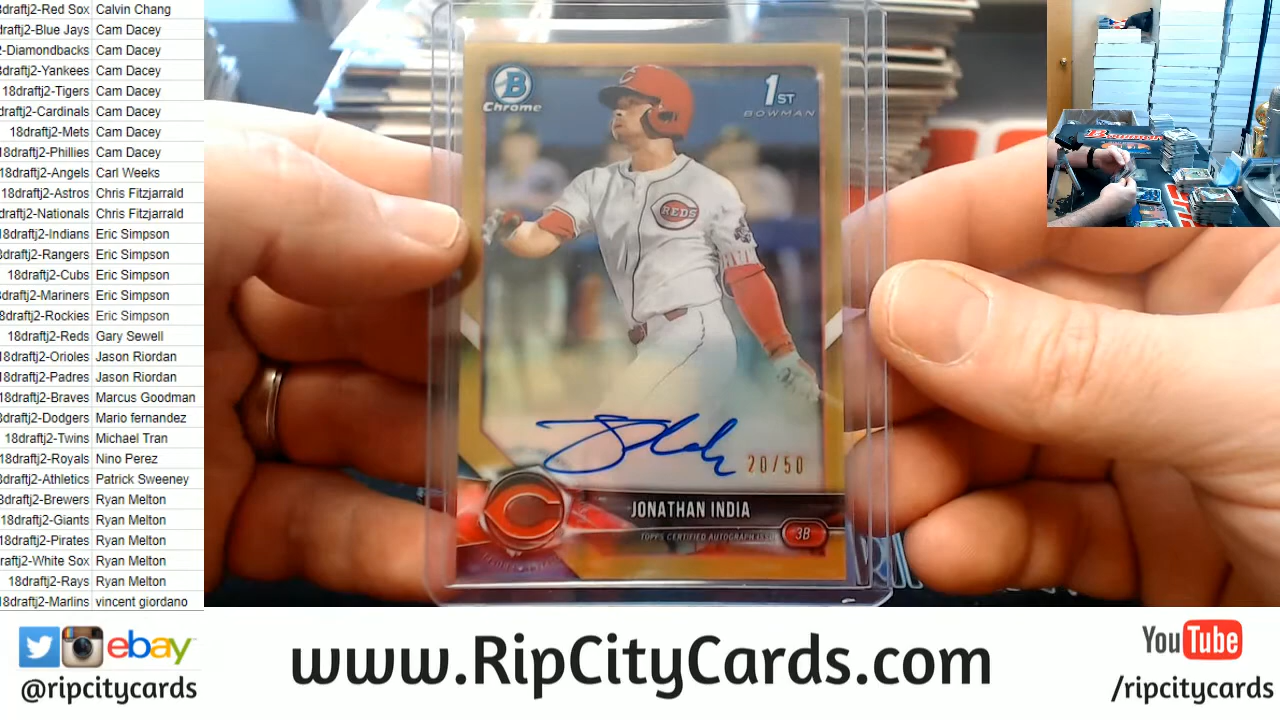 8draftj2-Red Sox Calvin Chang
draftj2-Blue Jays Cam Dacey
2-Diamondbacks Cam Dacey
8draftj2-Yankees Cam Dacey
18draftj2-Tigers Cam Dacey
draftj2-Cardinals Cam Dacey
18draftj2-Mets Cam Dacey
8draftj2-Phillies Cam Dacey
18draftj2-Angels Carl Weeks
18draftj2-Astros Chris Fitzjarrald
draftj2-Nationals Chris Fitzjarrald
18draftj2-Indians Eric Simpson
8draftj2-Rangers Eric Simpson
18draftj2-Cubs Eric Simpson
8draftj2-Mariners Eric Simpson
8draftj2-Rockies Eric Simpson
18draftj2-Reds Gary Sewell
18draftj2-Orioles Jason Riordan
18draftj2-Padres Jason Riordan
18draftj2-Braves Marcus Goodman
8draftj2-Dodgers Mario fernandez
18draftj2-Twins Michael Tran
18draftj2-Royals Nino Perez
8draftj2-Athletics Patrick Sweeney
8draftj2-Brewers Ryan Melton
18draftj2-Giants Ryan Melton
18draftj2-Pirates Ryan Melton
raftj2-White Sox Ryan Melton
18draftj2-Rays Ryan Melton
18draftj2-Marlins vincent giordano
B
Chrome
1ST
BOWMAN
REDS
20/50
JONATHAN INDIA
TOPPS CERTIFIED AUTOGRAPH ISSUE
3B
ebay
@ripcitycards
www.RipCityCards.com
YouTube
/ripcitycards